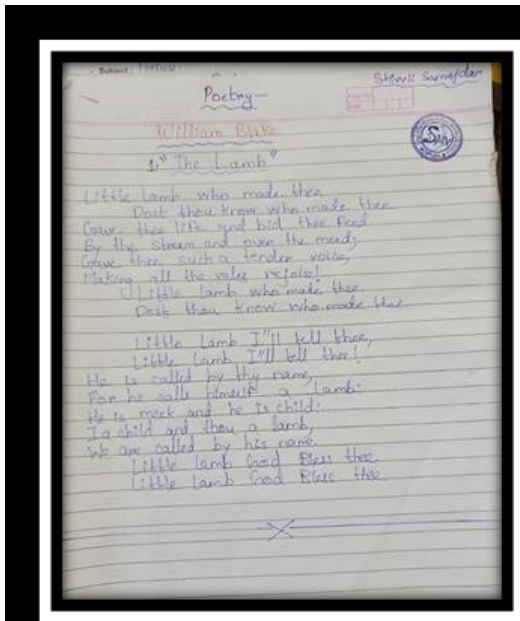 Subject :
Poetry—
William Blake
1. "The Lamb"
Little Lamb who made thee
Dost thou know who made thee
Gave thee life and bid thee feed
By the stream and over the mead;
Gave thee such a tender voice,
Making all the vales rejoice!
Little Lamb who made thee
Dost thou know who made thee
Little Lamb I'll tell thee,
Little Lamb I'll tell thee!
He is called by thy name,
For he calls himself a Lamb:
He is meek and he is child:
I a child and thou a lamb,
We are called by his name
Little lamb God Bless thee
Little Lamb God Bless thee